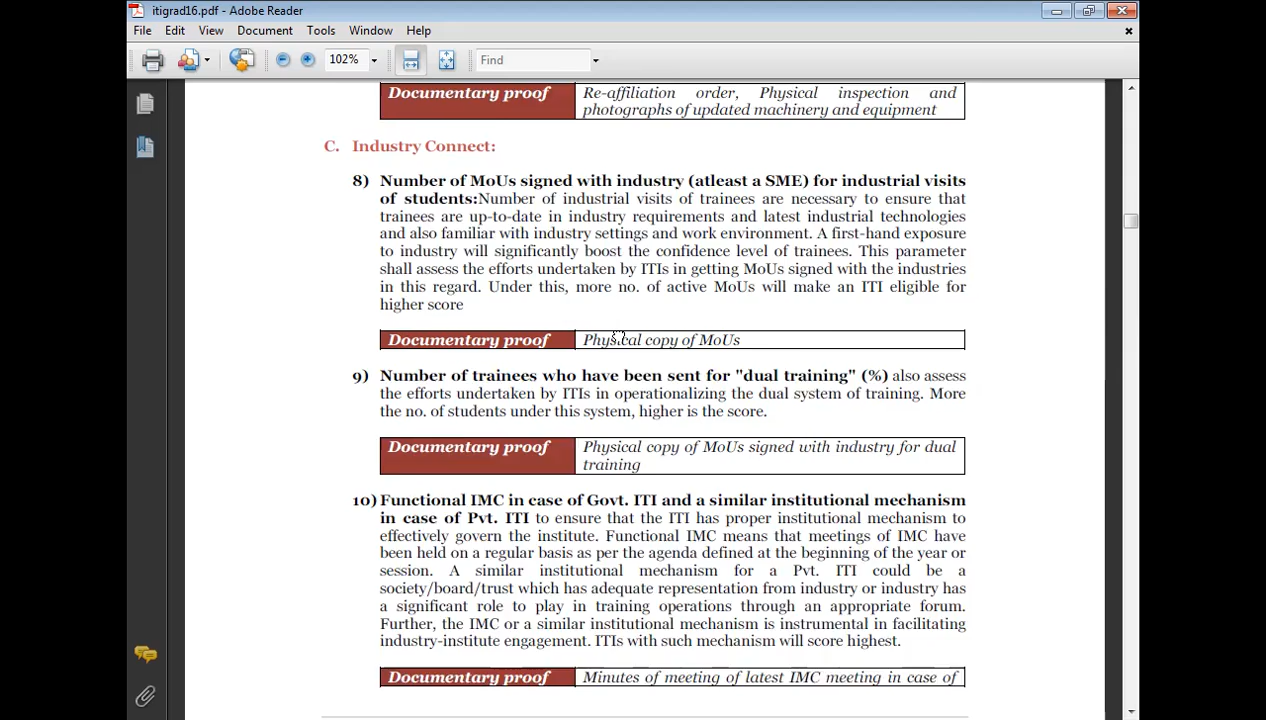 itigrad16.pdf - Adobe Reader
File Edit View Document Tools Window Help
102% Find
Documentary proof Re-affiliation order, Physical inspection and
photographs of updated machinery and equipment
C. Industry Connect:
8) Number of MoUs signed with industry (atleast a SME) for industrial visits
of students:Number of industrial visits of trainees are necessary to ensure that
trainees are up-to-date in industry requirements and latest industrial technologies
and also familiar with industry settings and work environment. A first-hand exposure
to industry will significantly boost the confidence level of trainees. This parameter
shall assess the efforts undertaken by ITIs in getting MoUs signed with the industries
in this regard. Under this, more no. of active MoUs will make an ITI eligible for
higher score
Documentary proof Physical copy of MoUs
9) Number of trainees who have been sent for "dual training" (%) also assess
the efforts undertaken by ITIs in operationalizing the dual system of training. More
the no. of students under this system, higher is the score.
Documentary proof Physical copy of MoUs signed with industry for dual
training
10) Functional IMC in case of Govt. ITI and a similar institutional mechanism
in case of Pvt. ITI to ensure that the ITI has proper institutional mechanism to
effectively govern the institute. Functional IMC means that meetings of IMC have
been held on a regular basis as per the agenda defined at the beginning of the year or
session. A similar institutional mechanism for a Pvt. ITI could be a
society/board/trust which has adequate representation from industry or industry has
a significant role to play in training operations through an appropriate forum.
Further, the IMC or a similar institutional mechanism is instrumental in facilitating
industry-institute engagement. ITIs with such mechanism will score highest.
Documentary proof Minutes of meeting of latest IMC meeting in case of